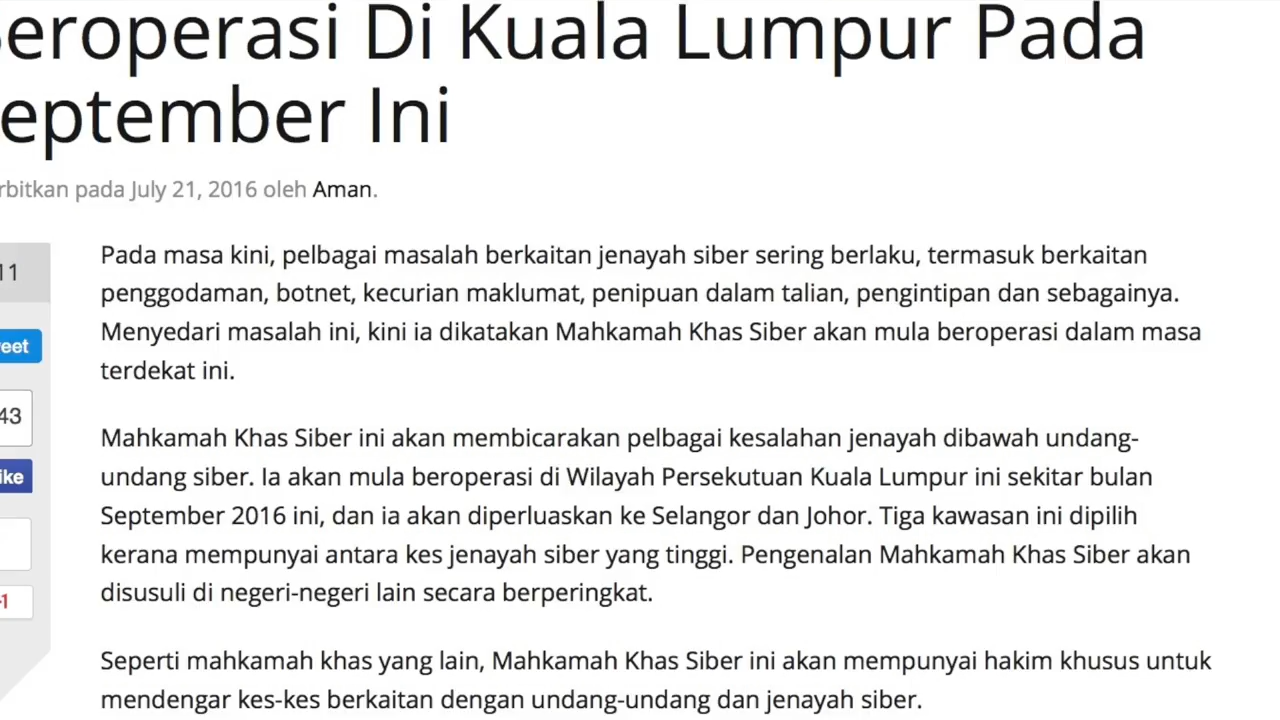 Beroperasi Di Kuala Lumpur Pada
eptember Ini
rbitkan pada July 21, 2016 oleh Aman.
11
Pada masa kini, pelbagai masalah berkaitan jenayah siber sering berlaku, termasuk berkaitan
penggodaman, botnet, kecurian maklumat, penipuan dalam talian, pengintipan dan sebagainya.
Menyedari masalah ini, kini ia dikatakan Mahkamah Khas Siber akan mula beroperasi dalam masa
terdekat ini.
eet
43
ike
1
Mahkamah Khas Siber ini akan membicarakan pelbagai kesalahan jenayah dibawah undang-
undang siber. Ia akan mula beroperasi di Wilayah Persekutuan Kuala Lumpur ini sekitar bulan
September 2016 ini, dan ia akan diperluaskan ke Selangor dan Johor. Tiga kawasan ini dipilih
kerana mempunyai antara kes jenayah siber yang tinggi. Pengenalan Mahkamah Khas Siber akan
disusuli di negeri-negeri lain secara berperingkat.
Seperti mahkamah khas yang lain, Mahkamah Khas Siber ini akan mempunyai hakim khusus untuk
mendengar kes-kes berkaitan dengan undang-undang dan jenayah siber.